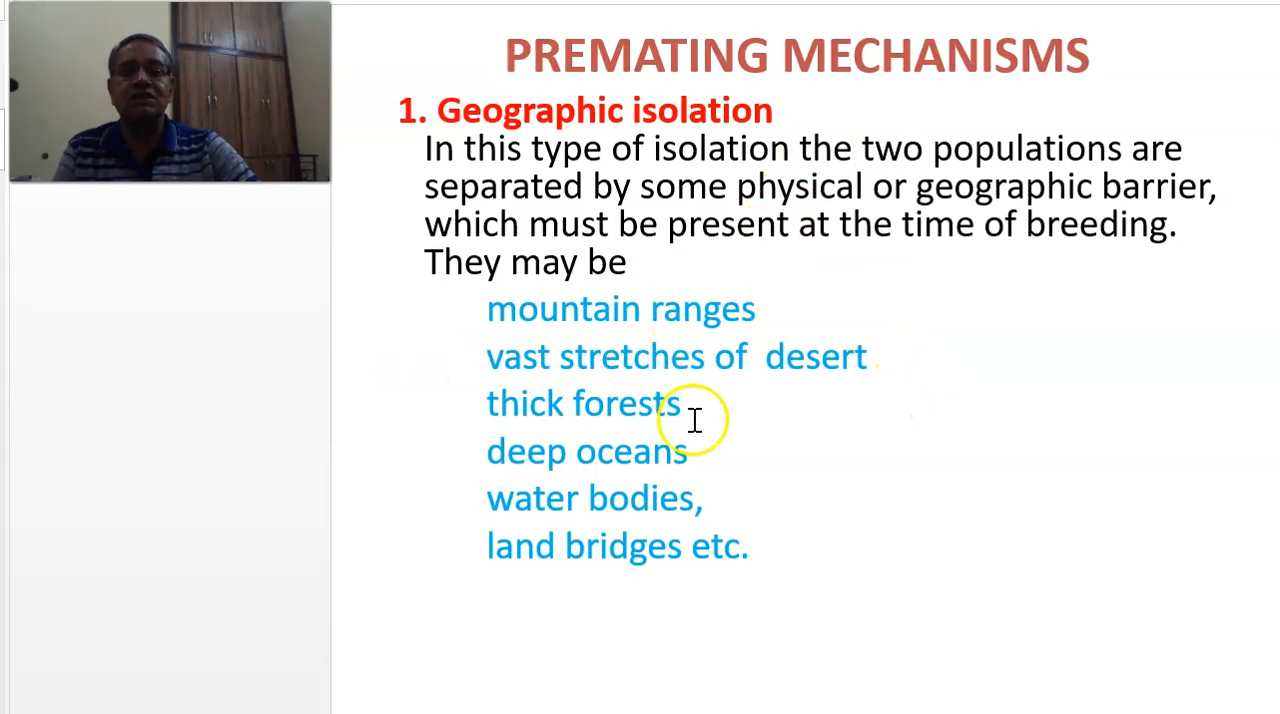 PREMATING MECHANISMS
1. Geographic isolation
In this type of isolation the two populations are
separated by some physical or geographic barrier,
which must be present at the time of breeding.
They may be
mountain ranges
vast stretches of desert
thick forests
deep oceans
water bodies,
land bridges etc.